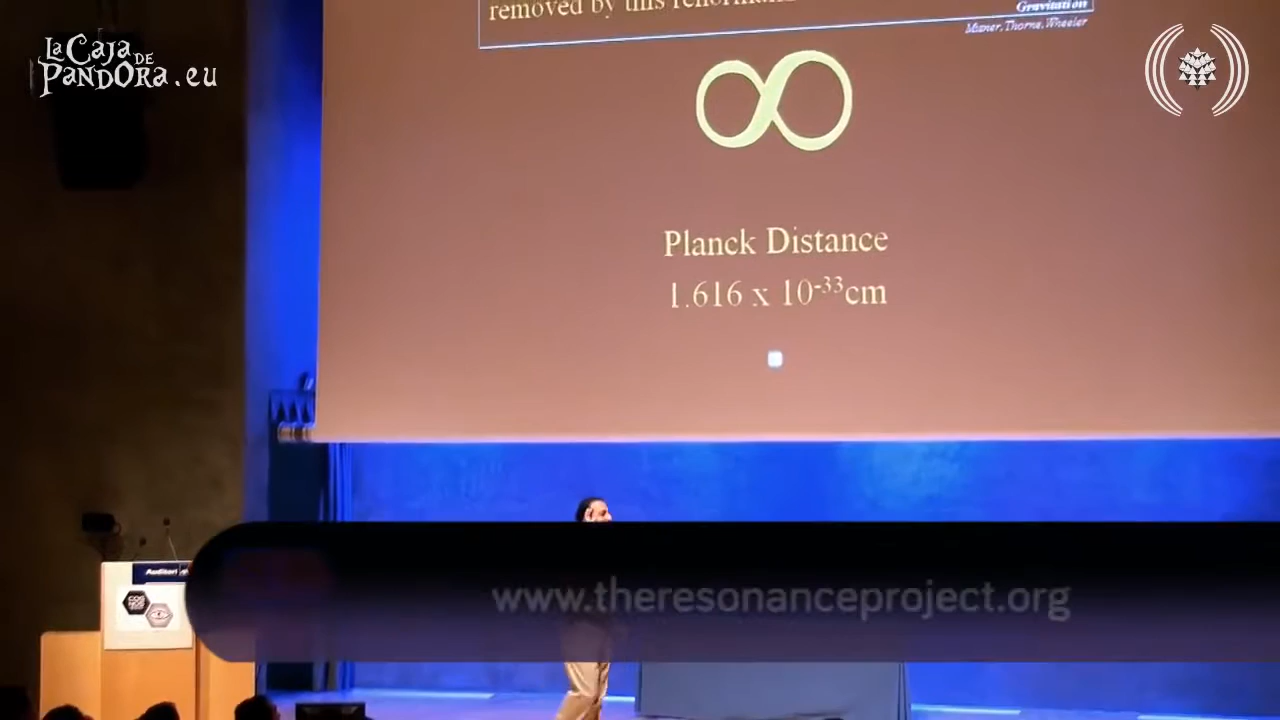 La Caja
DE
PANDORA.eu
removed by this
Gravitation
Misner, Thorne, Wheeler
∞
Planck Distance
1.616 x 10⁻³³cm
www.theresonanceproject.org